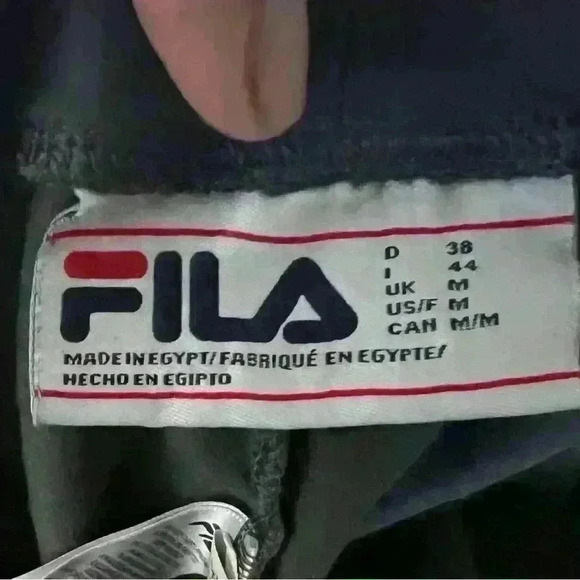 FILA
D 38
I 44
UK M
US/F M
CAN M/M
MADE IN EGYPT/FABRIQUÉ EN EGYPTE/
HECHO EN EGIPTO